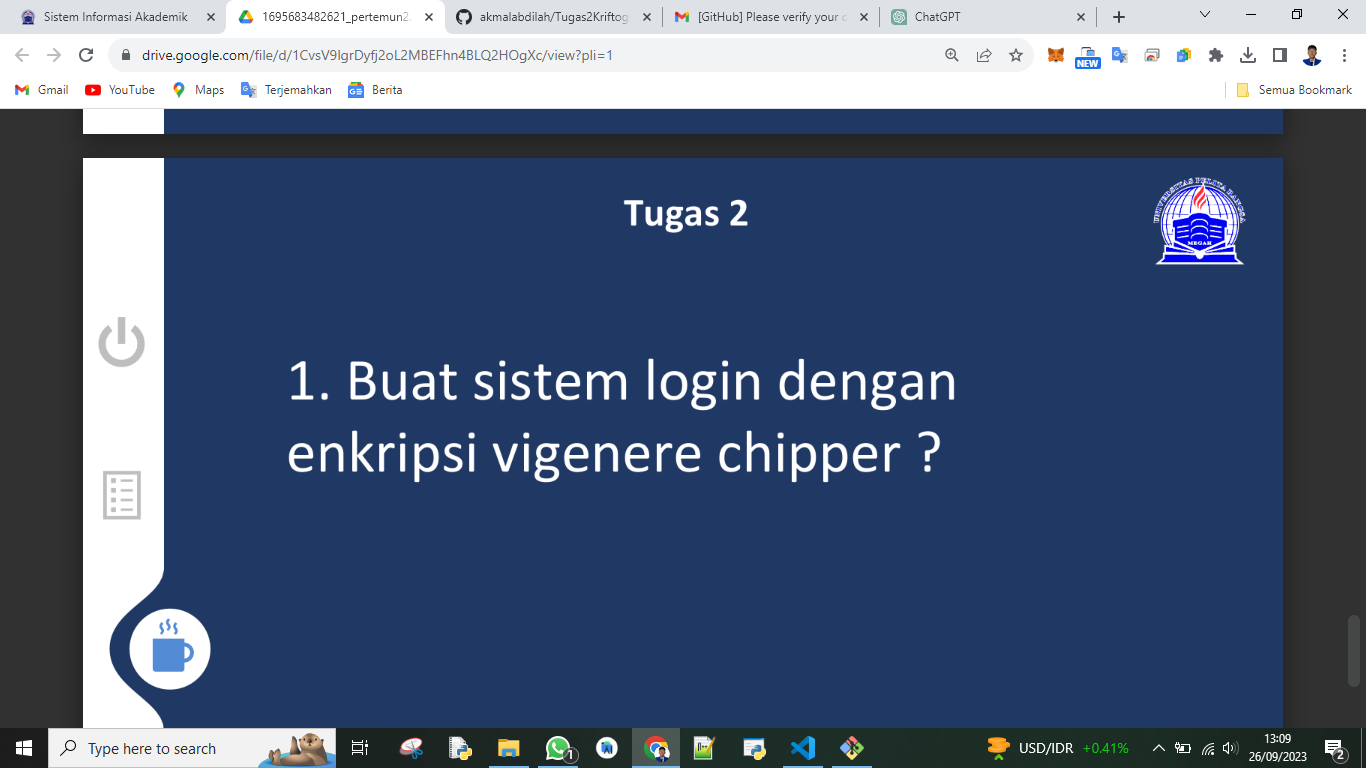 Sistem Informasi Akademik
1695683482621_pertemun2.
akmalabdilah/Tugas2Kriftog
[GitHub] Please verify your d
ChatGPT
drive.google.com/file/d/1CvsV9IgrDyfj2oL2MBEFhn4BLQ2HOgXc/view?pli=1
NEW
Gmail
YouTube
Maps
Terjemahkan
Berita
Semua Bookmark
Tugas 2
UNIVERSITAS PELITA BANGSA
MEGAH
1. Buat sistem login dengan
enkripsi vigenere chipper ?
Type here to search
1
USD/IDR +0.41%
13:09
26/09/2023
2